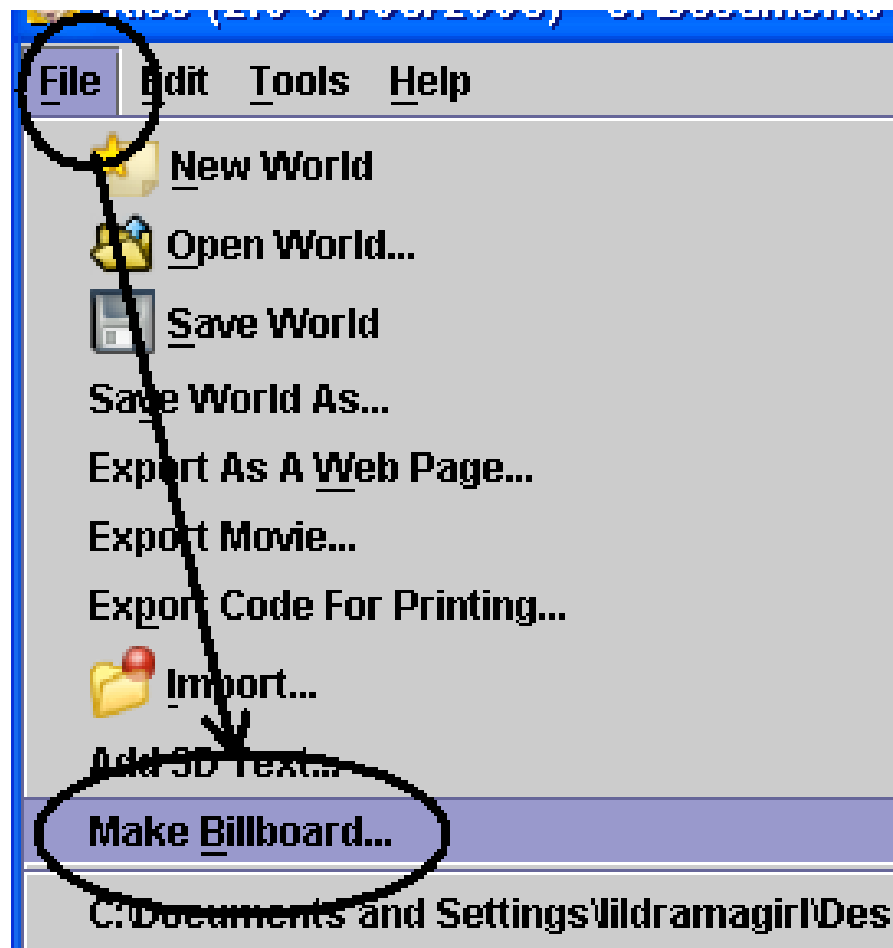 File Edit Tools Help
New World
Open World...
Save World
Save World As...
Export As A Web Page...
Export Movie...
Export Code For Printing...
Import...
Add 3D Text...
Make Billboard...
C:\Documents and Settings\lildramagirl\Des